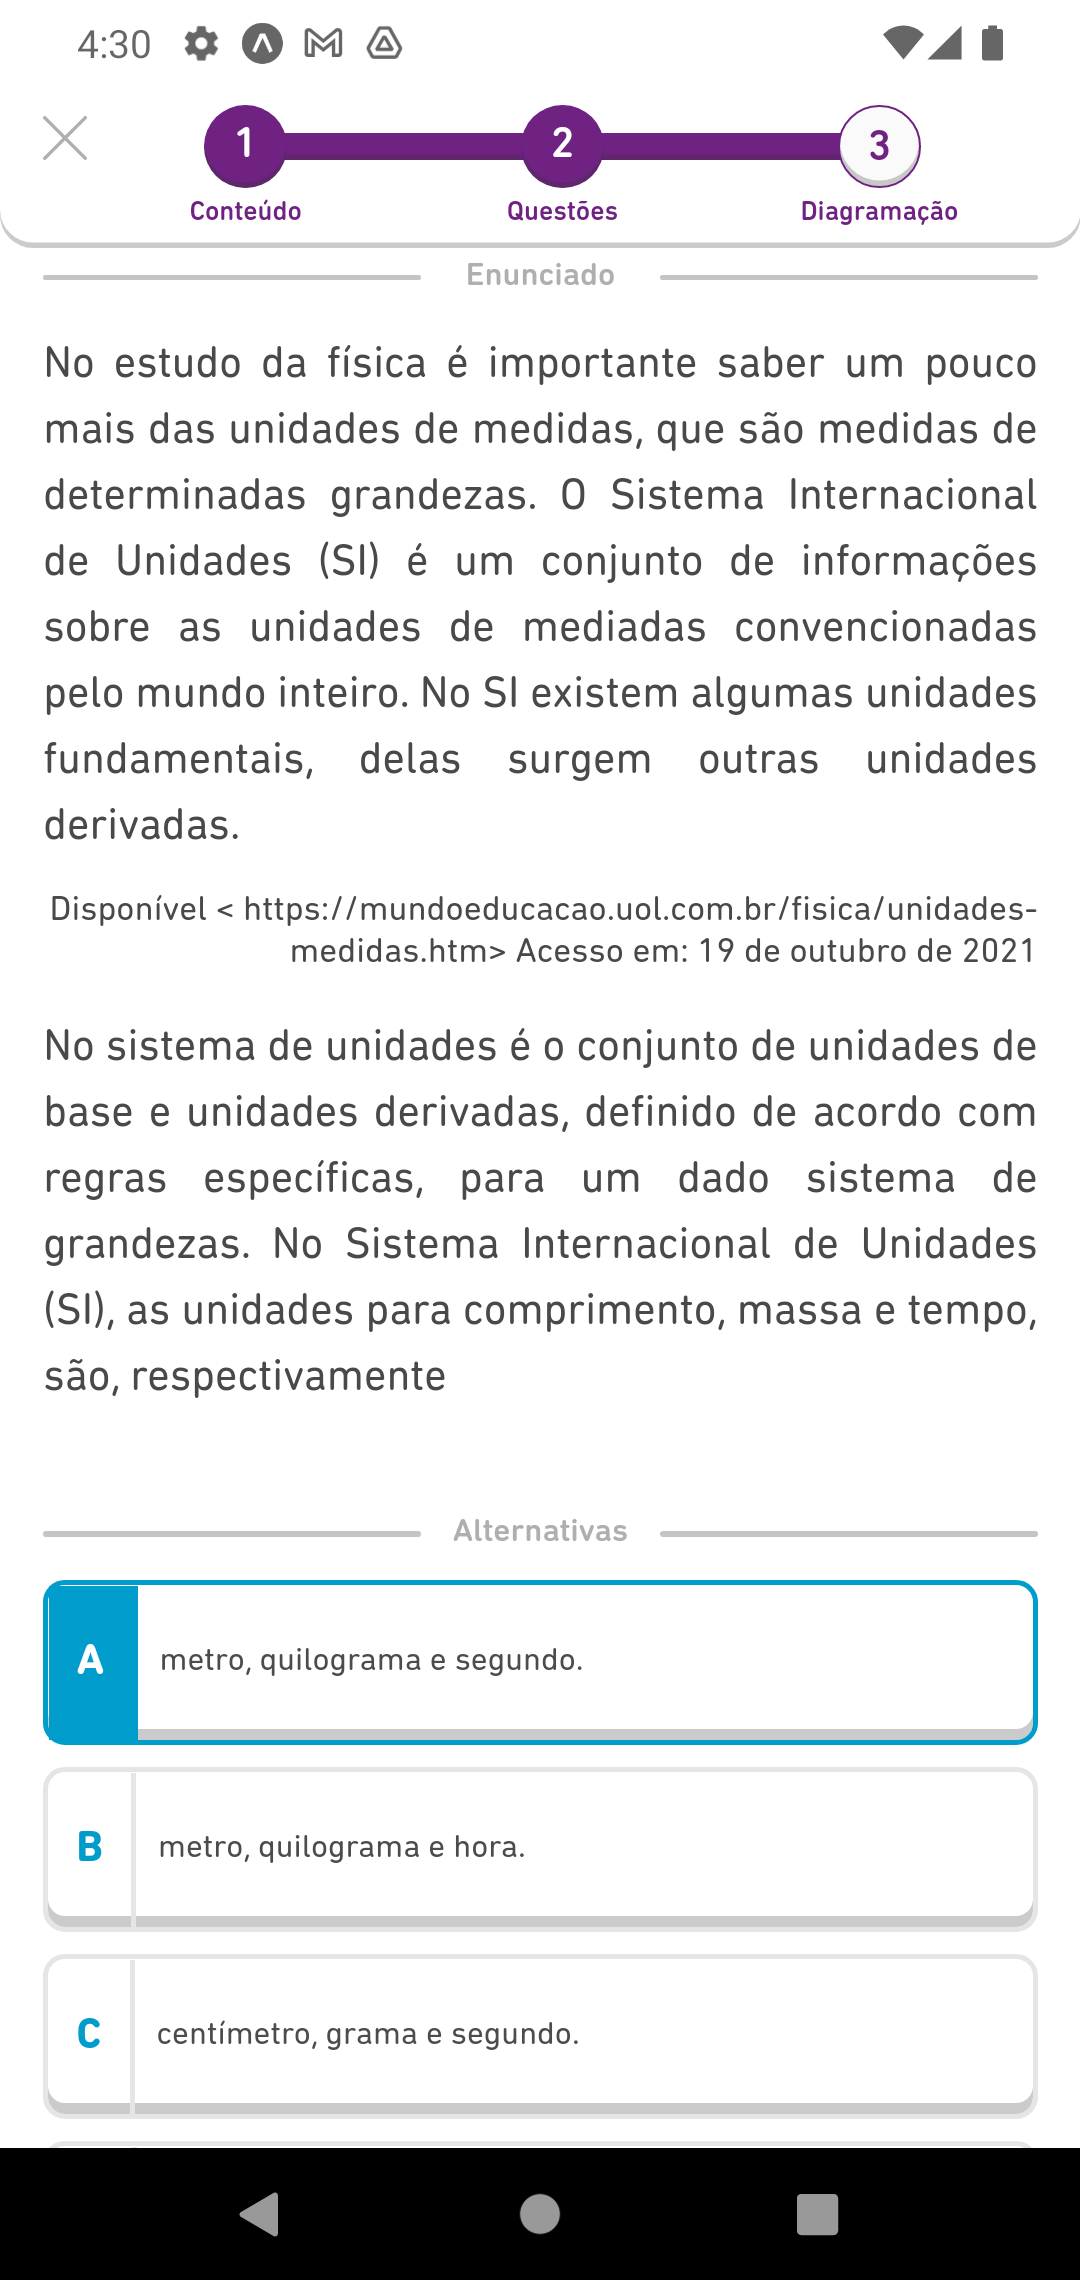 4:30
1
2
3
Conteúdo
Questões
Diagramação
Enunciado
No estudo da física é importante saber um pouco
mais das unidades de medidas, que são medidas de
determinadas grandezas. O Sistema Internacional
de Unidades (SI) é um conjunto de informações
sobre as unidades de mediadas convencionadas
pelo mundo inteiro. No SI existem algumas unidades
fundamentais, delas surgem outras unidades
derivadas.
Disponível < https://mundoeducacao.uol.com.br/fisica/unidades-
medidas.htm> Acesso em: 19 de outubro de 2021
No sistema de unidades é o conjunto de unidades de
base e unidades derivadas, definido de acordo com
regras específicas, para um dado sistema de
grandezas. No Sistema Internacional de Unidades
(SI), as unidades para comprimento, massa e tempo,
são, respectivamente
Alternativas
A
metro, quilograma e segundo.
B
metro, quilograma e hora.
C
centímetro, grama e segundo.